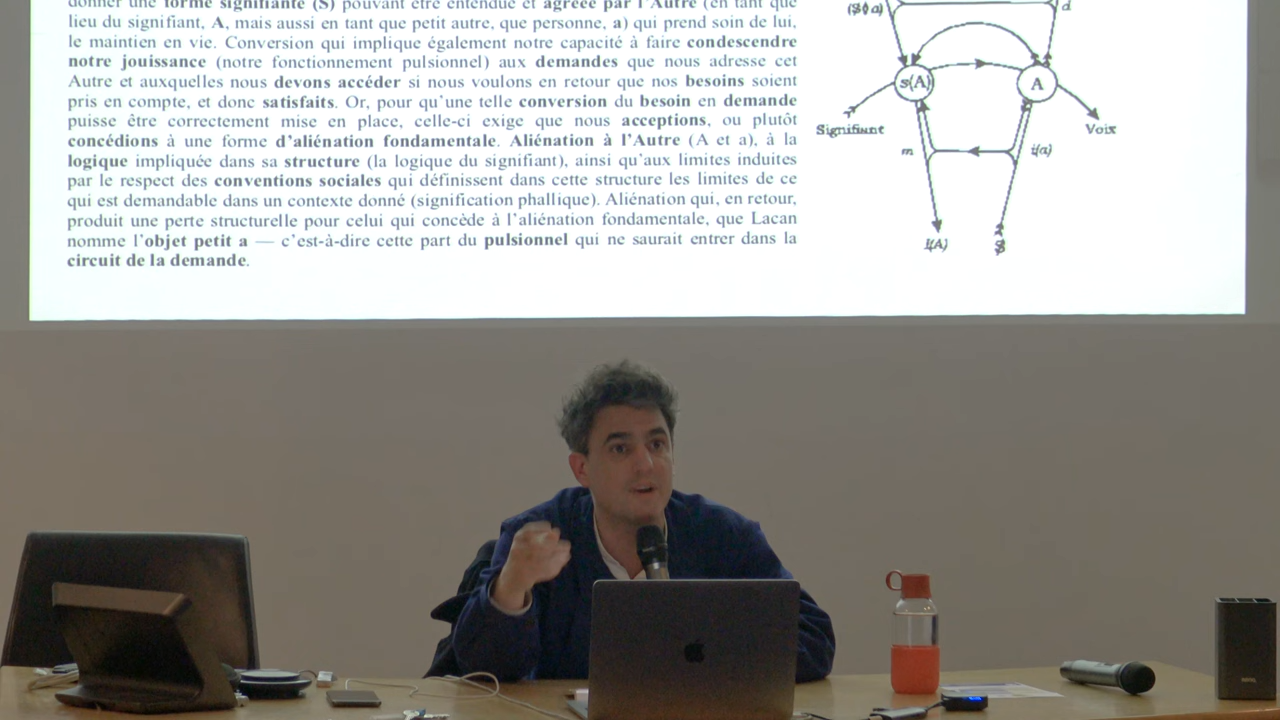 donner une forme signifiante (S) pouvant être entendue et agréée par l'Autre (en tant que
lieu du signifiant, A, mais aussi en tant que petit autre, que personne, a) qui prend soin de lui,
le maintien en vie. Conversion qui implique également notre capacité à faire condescendre
notre jouissance (notre fonctionnement pulsionnel) aux demandes que nous adresse cet
Autre et auxquelles nous devons accéder si nous voulons en retour que nos besoins soient
pris en compte, et donc satisfaits. Or, pour qu'une telle conversion du besoin en demande
puisse être correctement mise en place, celle-ci exige que nous acceptions, ou plutôt
concédions à une forme d'aliénation fondamentale. Aliénation à l'Autre (A et a), à la
logique impliquée dans sa structure (la logique du signifiant), ainsi qu'aux limites induites
par le respect des conventions sociales qui définissent dans cette structure les limites de ce
qui est demandable dans un contexte donné (signification phallique). Aliénation qui, en retour,
produit une perte structurelle pour celui qui concède à l'aliénation fondamentale, que Lacan
nomme l'objet petit a — c'est-à-dire cette part du pulsionnel qui ne saurait entrer dans la
circuit de la demande.
($◊a) d
s(A) A
Signifiant Voix
m i(a)
I(A) $